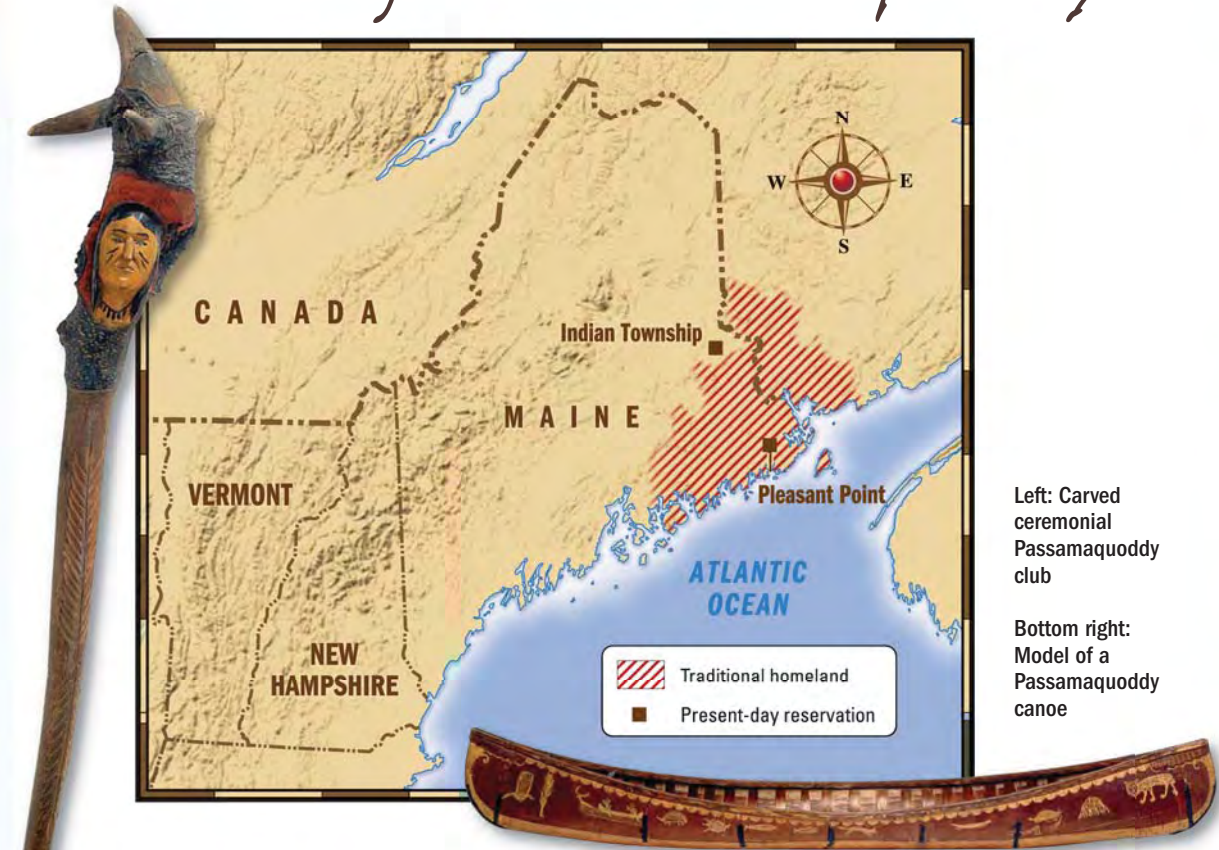 N
W
E
S
CANADA
Indian Township
MAINE
VERMONT
Pleasant Point
ATLANTIC
OCEAN
NEW
HAMPSHIRE
Traditional homeland
Present-day reservation
Left: Carved
ceremonial
Passamaquoddy
club
Bottom right:
Model of a
Passamaquoddy
canoe